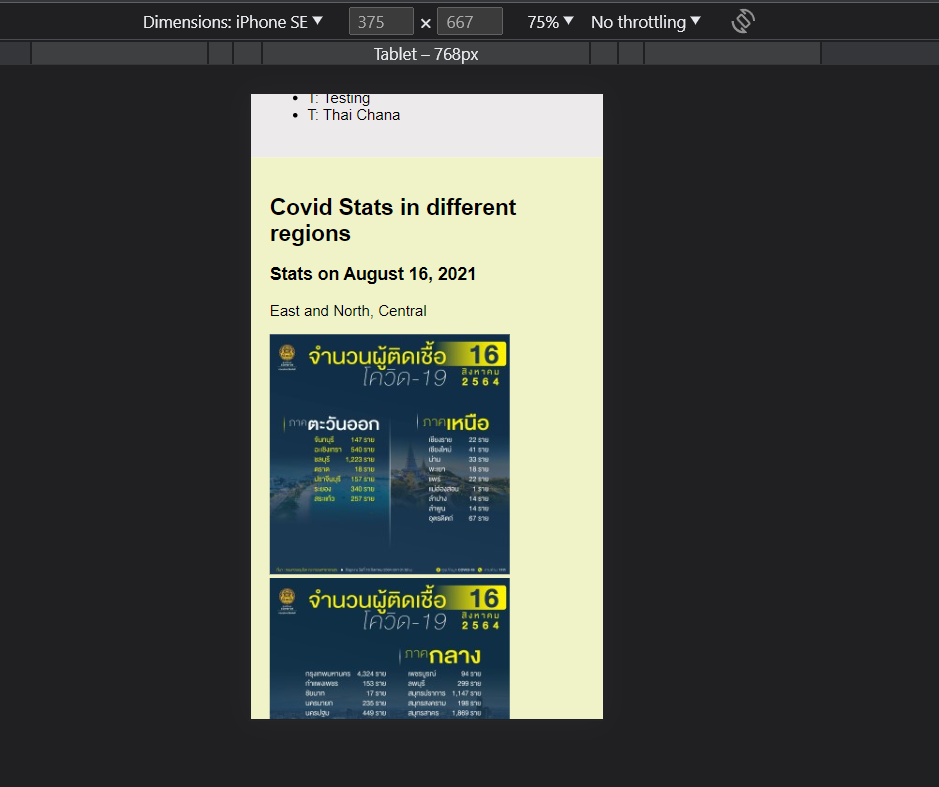 Dimensions: iPhone SE ▼ 375 × 667 75% ▼ No throttling ▼
Tablet – 768px
• T: Testing
• T: Thai Chana
Covid Stats in different
regions
Stats on August 16, 2021
East and North, Central
จำนวนผู้ติดเชื้อ 16
โควิด-19 สิงหาคม
2564
ภาคตะวันออก
จันทบุรี 147 ราย
ฉะเชิงเทรา 540 ราย
ชลบุรี 1,223 ราย
ตราด 18 ราย
ปราจีนบุรี 157 ราย
ระยอง 340 ราย
สระแก้ว 257 ราย
ภาคเหนือ
เชียงราย 22 ราย
เชียงใหม่ 41 ราย
น่าน 33 ราย
พะเยา 18 ราย
แพร่ 22 ราย
แม่ฮ่องสอน 1 ราย
ลำปาง 14 ราย
ลำพูน 14 ราย
อุตรดิตถ์ 67 ราย
จำนวนผู้ติดเชื้อ 16
โควิด-19 สิงหาคม
2564
ภาคกลาง
กรุงเทพมหานคร 4,324 ราย
กำแพงเพชร 153 ราย
ชัยนาท 17 ราย
นครนายก 235 ราย
นครปฐม 449 ราย
เพชรบูรณ์ 94 ราย
ลพบุรี 299 ราย
สมุทรปราการ 1,147 ราย
สมุทรสงคราม 198 ราย
สมุทรสาคร 1,869 ราย